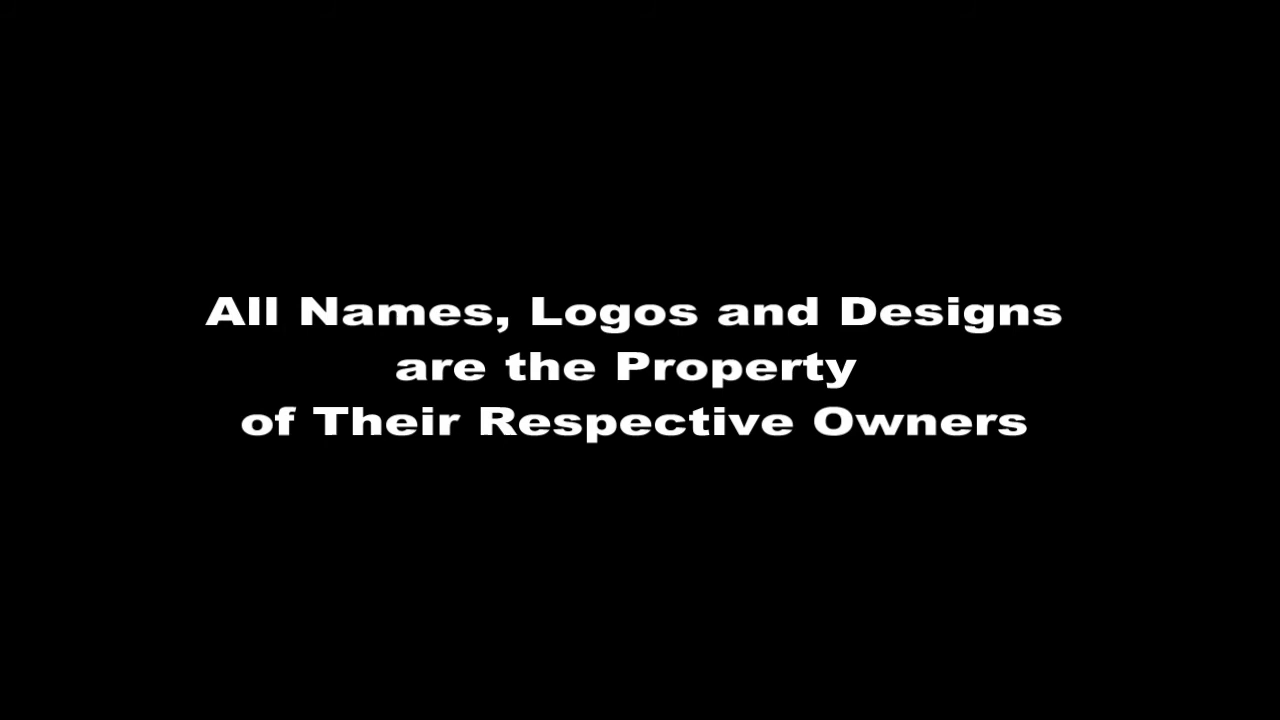 All Names, Logos and Designs
are the Property
of Their Respective Owners